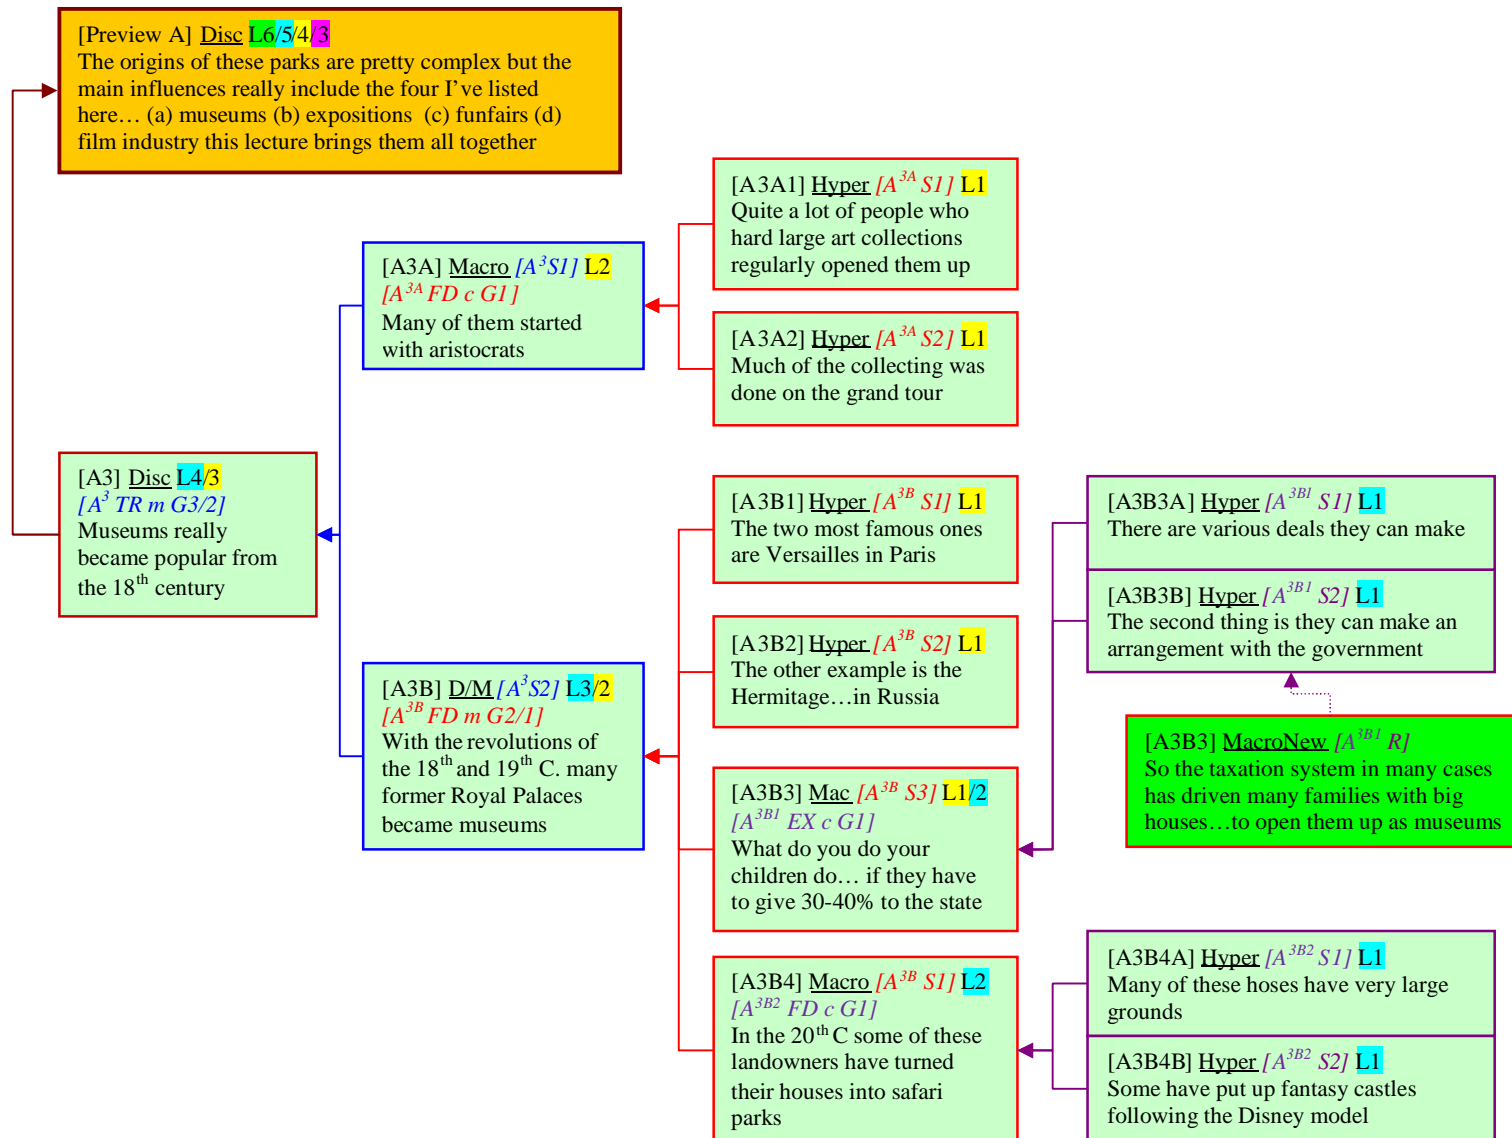 [Preview A] Disc L6/5/4/3
The origins of these parks are pretty complex but the
main influences really include the four I've listed
here… (a) museums (b) expositions (c) funfairs (d)
film industry this lecture brings them all together
[A3] Disc L4/3
[A3 TR m G3/2]
Museums really
became popular from
the 18th century
[A3A] Macro [A3S1] L2
[A3A FD c G1]
Many of them started
with aristocrats
[A3B] D/M [A3S2] L3/2
[A3B FD m G2/1]
With the revolutions of
the 18th and 19th C. many
former Royal Palaces
became museums
[A3A1] Hyper [A3A S1] L1
Quite a lot of people who
hard large art collections
regularly opened them up
[A3A2] Hyper [A3A S2] L1
Much of the collecting was
done on the grand tour
[A3B1] Hyper [A3B S1] L1
The two most famous ones
are Versailles in Paris
[A3B2] Hyper [A3B S2] L1
The other example is the
Hermitage…in Russia
[A3B3] Mac [A3B S3] L1/2
[A3B1 EX c G1]
What do you do your
children do… if they have
to give 30-40% to the state
[A3B4] Macro [A3B S1] L2
[A3B2 FD c G1]
In the 20th C some of these
landowners have turned
their houses into safari
parks
[A3B3A] Hyper [A3B1 S1] L1
There are various deals they can make
[A3B3B] Hyper [A3B1 S2] L1
The second thing is they can make an
arrangement with the government
[A3B3] MacroNew [A3B1 R]
So the taxation system in many cases
has driven many families with big
houses…to open them up as museums
[A3B4A] Hyper [A3B2 S1] L1
Many of these hoses have very large
grounds
[A3B4B] Hyper [A3B2 S2] L1
Some have put up fantasy castles
following the Disney model